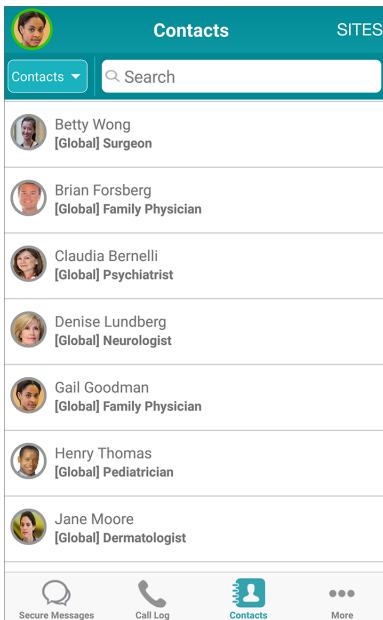 Contacts
SITES
Contacts
Search
Betty Wong
[Global] Surgeon
Brian Forsberg
[Global] Family Physician
Claudia Bernelli
[Global] Psychiatrist
Denise Lundberg
[Global] Neurologist
Gail Goodman
[Global] Family Physician
Henry Thomas
[Global] Pediatrician
Jane Moore
[Global] Dermatologist
Secure Messages
Call Log
Contacts
More